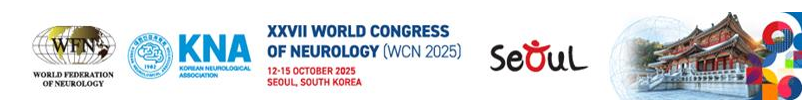 WFN
WORLD FEDERATION
OF NEUROLOGY
1982
KNA
KOREAN NEUROLOGICAL
ASSOCIATION
XXVII WORLD CONGRESS
OF NEUROLOGY (WCN 2025)
12-15 OCTOBER 2025
SEOUL, SOUTH KOREA
SeOUL